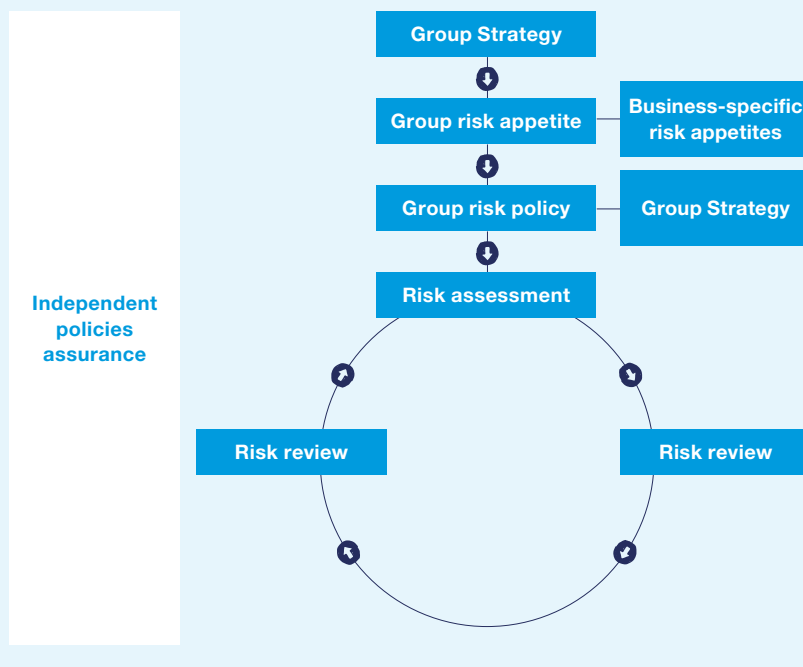 Group Strategy
Group risk appetite
Business-specific
risk appetites
Group risk policy
Group Strategy
Risk assessment
Independent
policies
assurance
Risk review
Risk review